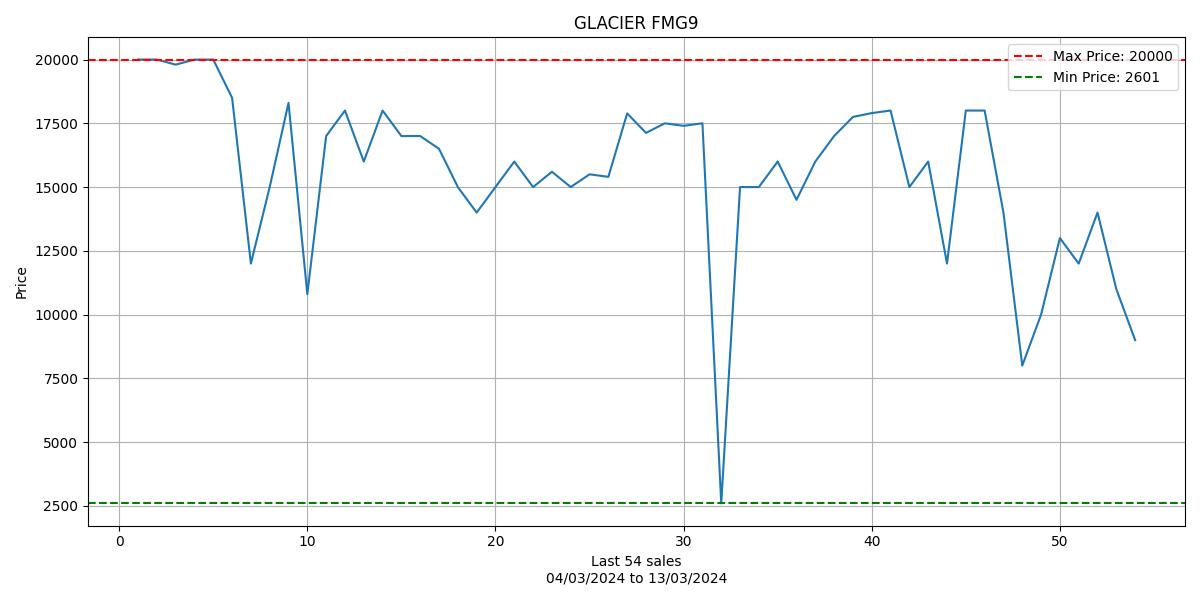 GLACIER FMG9
Max Price: 20000
Min Price: 2601
Price
20000
17500
15000
12500
10000
7500
5000
2500
0 10 20 30 40 50
Last 54 sales
04/03/2024 to 13/03/2024